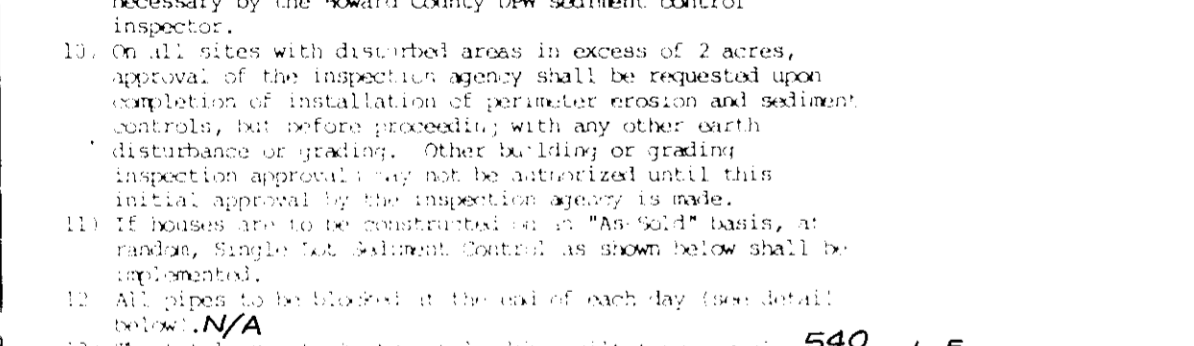 necessary by the Howard County DPW sediment control
inspector.
10) On all sites with disturbed areas in excess of 2 acres,
approval of the inspection agency shall be requested upon
completion of installation of perimeter erosion and sediment
controls, but before proceeding with any other earth
disturbance or grading. Other building or grading
inspection approvals may not be authorized until this
initial approval by the inspection agency is made.
11) If houses are to be constructed on an "As-Sold" basis, at
random, Single Lot Sediment Control as shown below shall be
implemented.
12 All pipes to be blocked at the end of each day (see detail
below).N/A
540